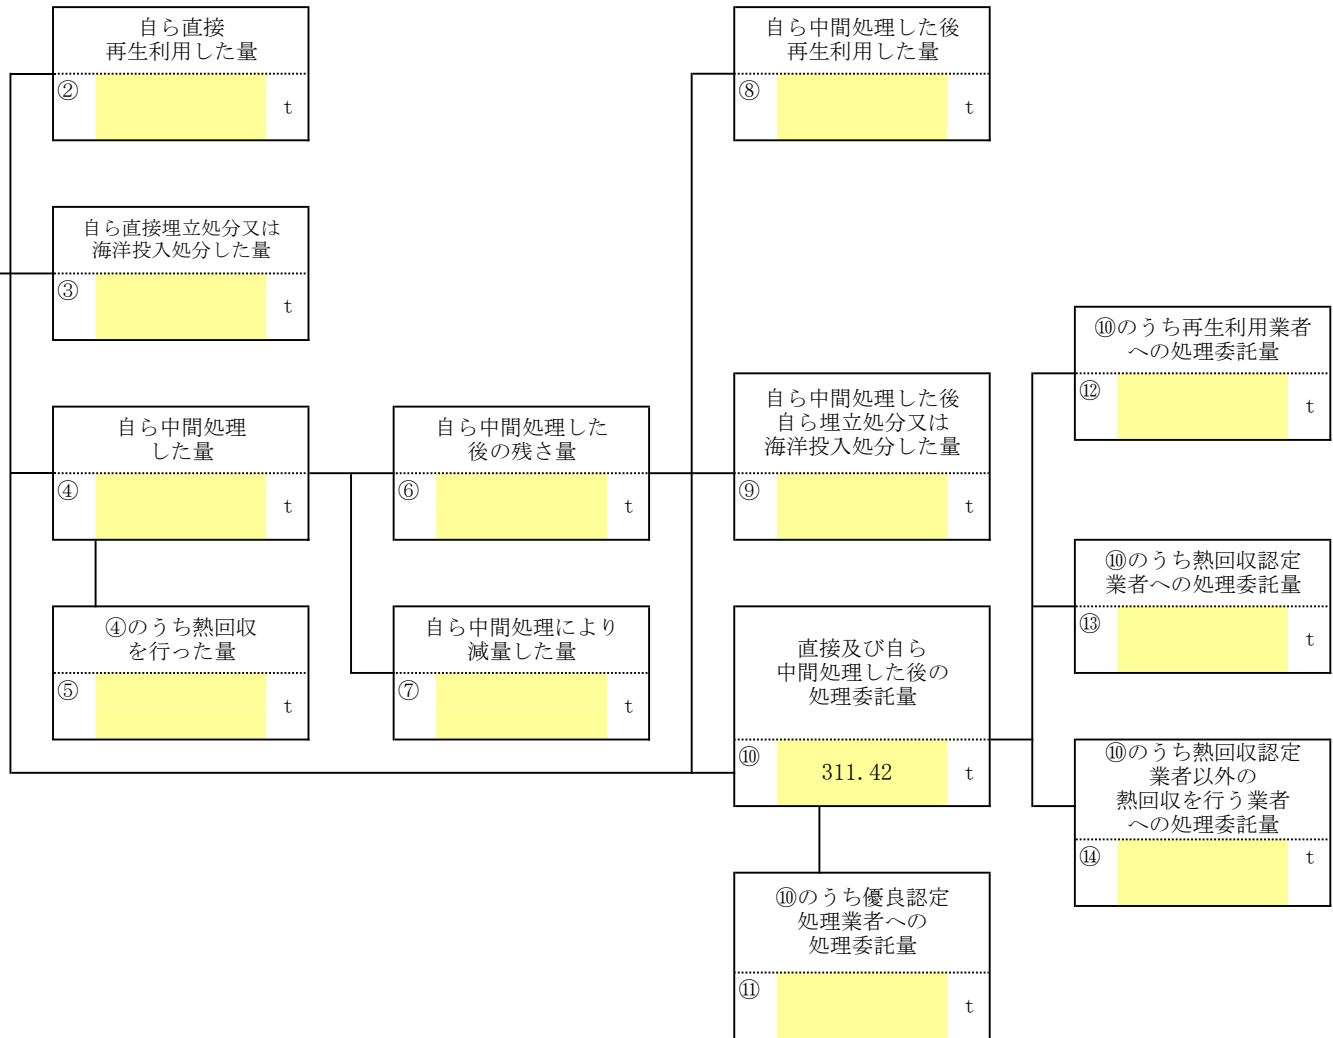 自ら直接
再生利用した量
②
t
自ら中間処理した後
再生利用した量
⑧
t
自ら直接埋立処分又は
海洋投入処分した量
③
t
⑩のうち再生利用業者
への処理委託量
⑫
t
自ら中間処理
した量
④
t
自ら中間処理した
後の残さ量
⑥
t
自ら中間処理した後
自ら埋立処分又は
海洋投入処分した量
⑨
t
⑩のうち熱回収認定
業者への処理委託量
⑬
t
④のうち熱回収
を行った量
⑤
t
自ら中間処理により
減量した量
⑦
t
直接及び自ら
中間処理した後の
処理委託量
⑩
311.42
t
⑩のうち熱回収認定
業者以外の
熱回収を行う業者
への処理委託量
⑭
t
⑩のうち優良認定
処理業者への
処理委託量
⑪
t